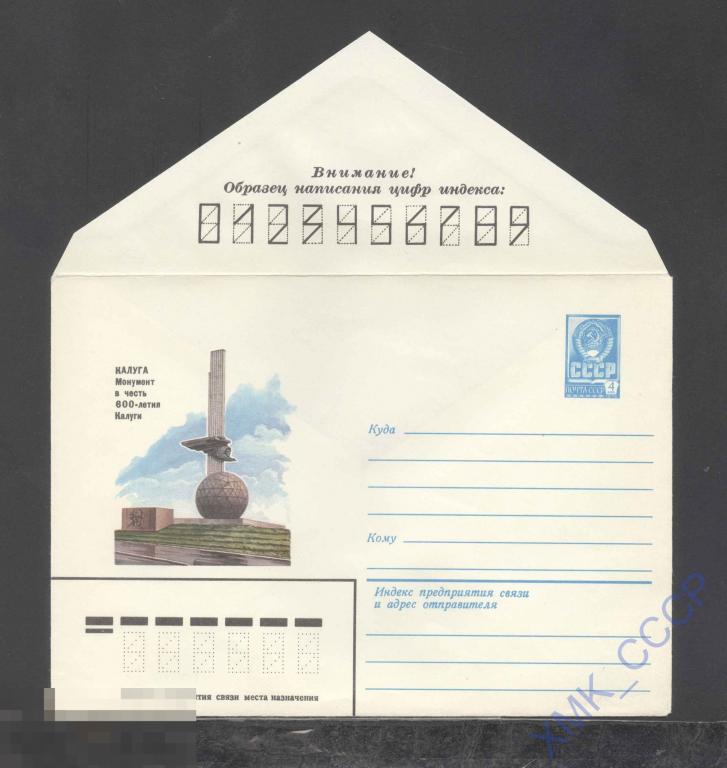 Внимание!
Образец написания цифр индекса:
0123456789
КАЛУГА
Монумент
в честь
600-летия
Калуги
СССР
ПОЧТА СССР 4
Куда
Кому
Индекс предприятия связи
и адрес отправителя
связи места назначения
ХМК_СССР